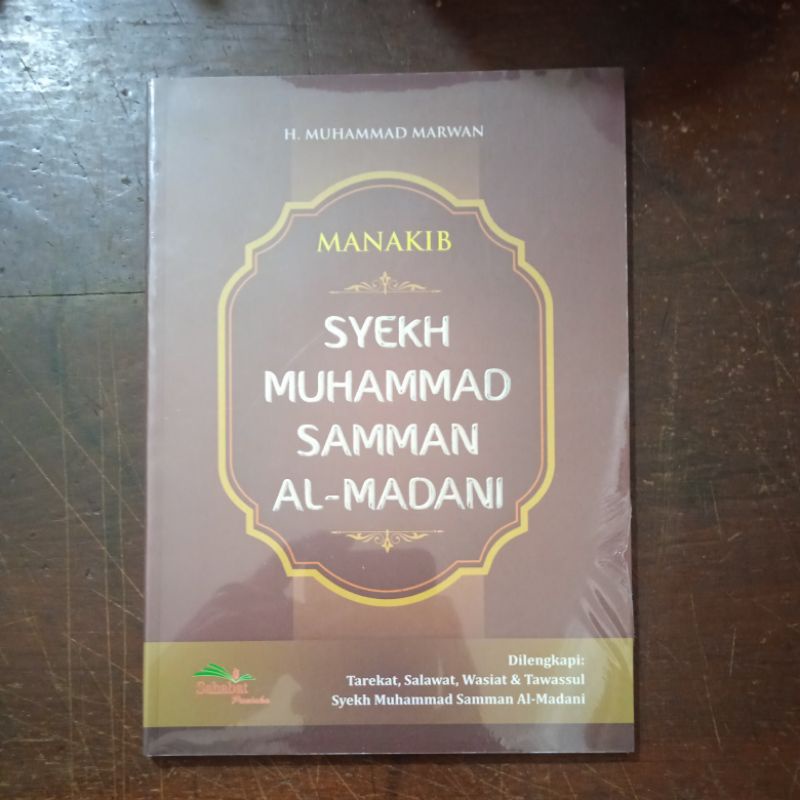 H. MUHAMMAD MARWAN
MANAKIB
SYEKH
MUHAMMAD
SAMMAN
AL-MADANI
Dilengkapi:
Tarekat, Salawat, Wasiat & Tawassul
Syekh Muhammad Samman Al-Madani
Sahabat
Pustaka